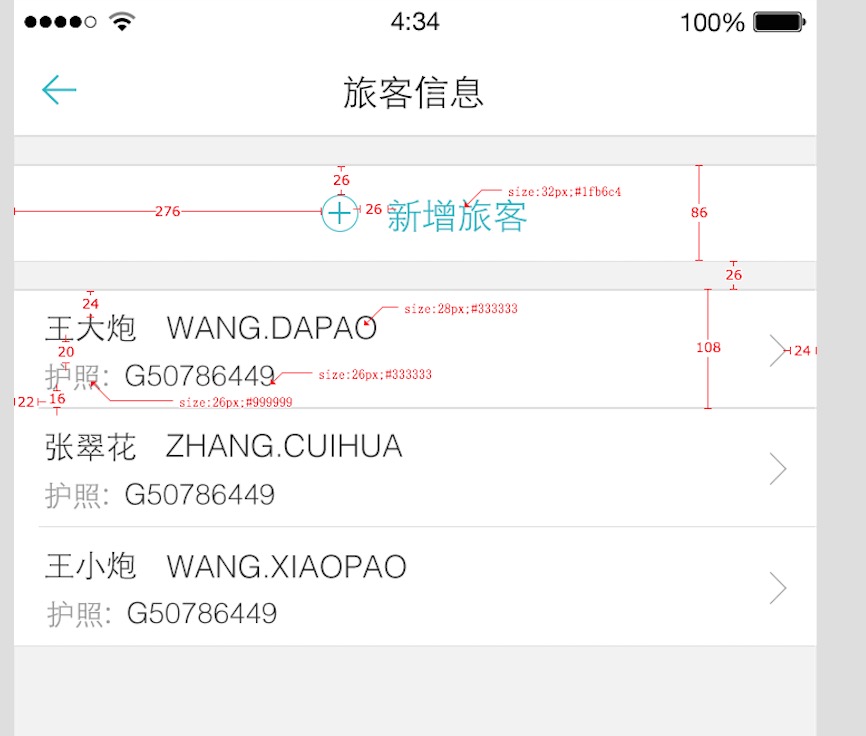 4:34 100%
旅客信息
26
size:32px;#1fb6c4
276 26 新增旅客 86
26
24
size:28px;#333333
王大炮 WANG.DAPAO
20 108 24
护照: G50786449 size:26px;#333333
22 16 size:26px;#999999
张翠花 ZHANG.CUIHUA
护照: G50786449
王小炮 WANG.XIAOPAO
护照: G50786449